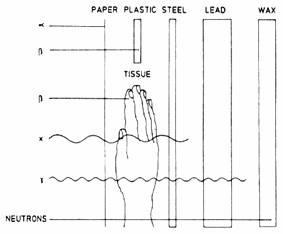 PAPER PLASTIC STEEL LEAD WAX
α
β
TISSUE
β
x
γ
NEUTRONS